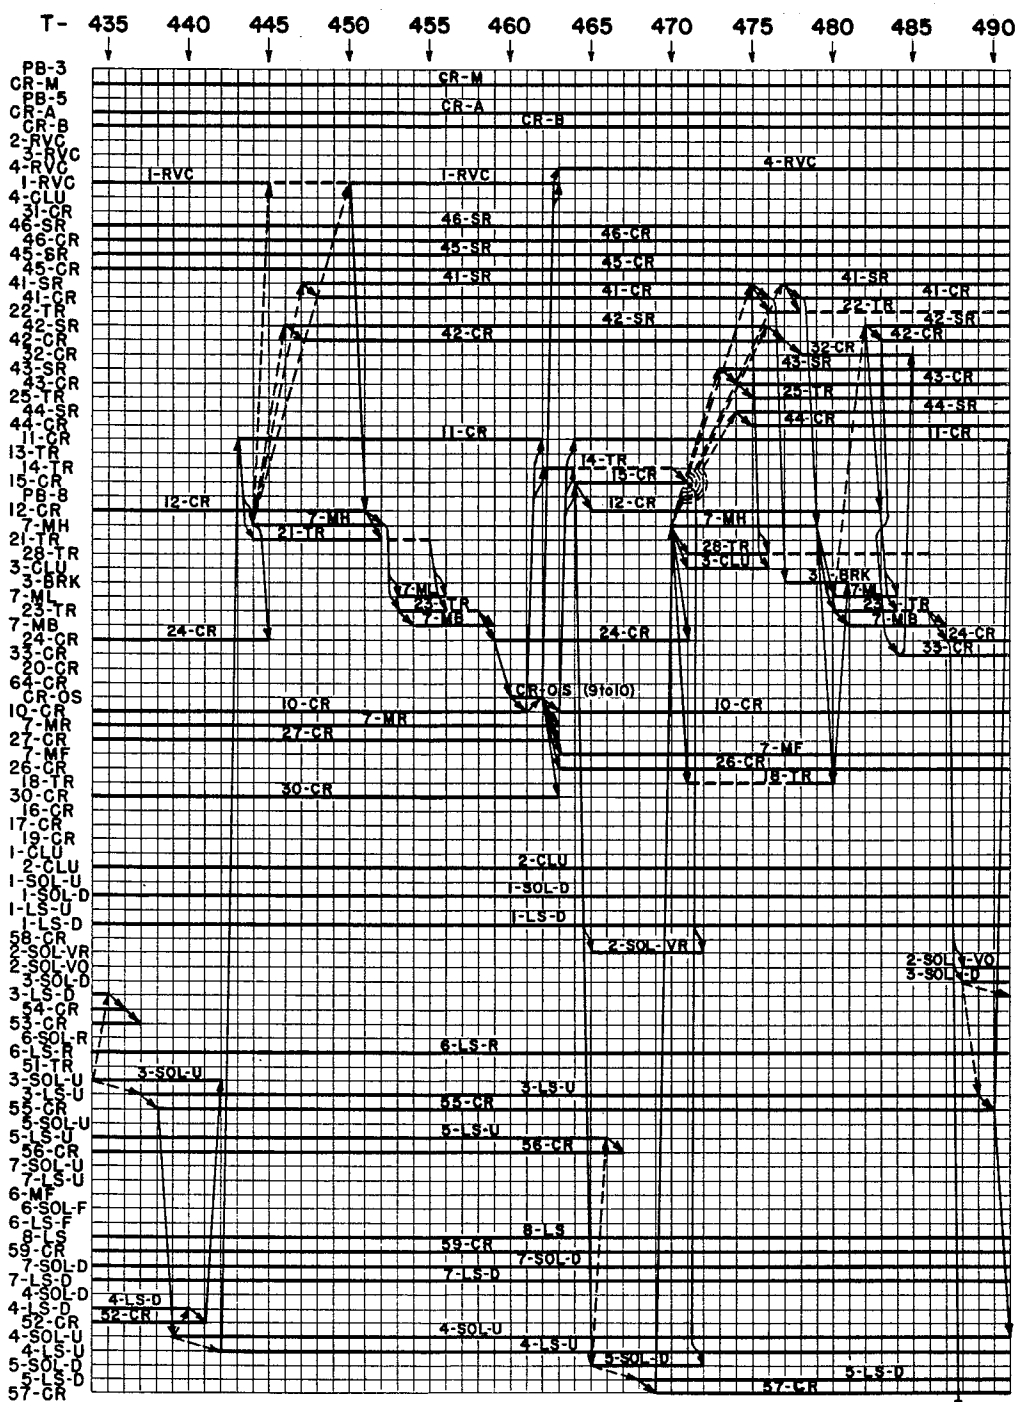 T- 435 440 445 450 455 460 465 470 475 480 485 490
PB-3
CR-M CR-M
PB-5
CR-A CR-A
CR-B CR-B
2-RVC
3-RVC
4-RVC 4-RVC
1-RVC 1-RVC 1-RVC
4-CLU
31-CR
46-SR 46-SR
46-CR 46-CR
45-SR 45-SR
45-CR 45-CR
41-SR 41-SR 41-SR
41-CR 41-CR 41-CR
22-TR 22-TR
42-SR 42-SR 42-SR
42-CR 42-CR 42-CR
32-CR 32-CR
43-SR 43-SR
43-CR 43-CR
25-TR 25-TR
44-SR 44-SR
44-CR 44-CR
11-CR 11-CR 11-CR
13-TR
14-TR 14-TR
15-CR 15-CR
PB-8
12-CR 12-CR 12-CR
7-MH 7-MH 7-MH
21-TR 21-TR
28-TR 28-TR
3-CLU 3-CLU
3-BRK 3-BRK
7-ML 7-ML 7-ML
23-TR 23-TR 23-TR
7-MB 7-MB 7-MB
24-CR 24-CR 24-CR 24-CR
33-CR 33-CR
20-CR
64-CR
CR-OS CR-OS (9to10)
10-CR 10-CR 10-CR
7-MR 7-MR
27-CR 27-CR
7-MF 7-MF
26-CR 26-CR
18-TR 18-TR
30-CR 30-CR
16-CR
17-CR
19-CR
1-CLU
2-CLU 2-CLU
1-SOL-U
1-SOL-D 1-SOL-D
1-LS-U
1-LS-D 1-LS-D
58-CR
2-SOL-VR 2-SOL-VR
2-SOL-VO 2-SOL-VO
3-SOL-D 3-SOL-D
3-LS-D
54-CR
53-CR
6-SOL-R
6-LS-R 6-LS-R
51-TR
3-SOL-U 3-SOL-U
3-LS-U 3-LS-U
55-CR 55-CR
5-SOL-U
5-LS-U 5-LS-U
56-CR 56-CR
7-SOL-U
7-LS-U
6-MF
6-SOL-F
6-LS-F
8-LS 8-LS
59-CR 59-CR
7-SOL-D 7-SOL-D
7-LS-D 7-LS-D
4-SOL-D
4-LS-D 4-LS-D
52-CR 52-CR
4-SOL-U 4-SOL-U
4-LS-U 4-LS-U
5-SOL-D 5-SOL-D
5-LS-D 5-LS-D
57-CR 57-CR